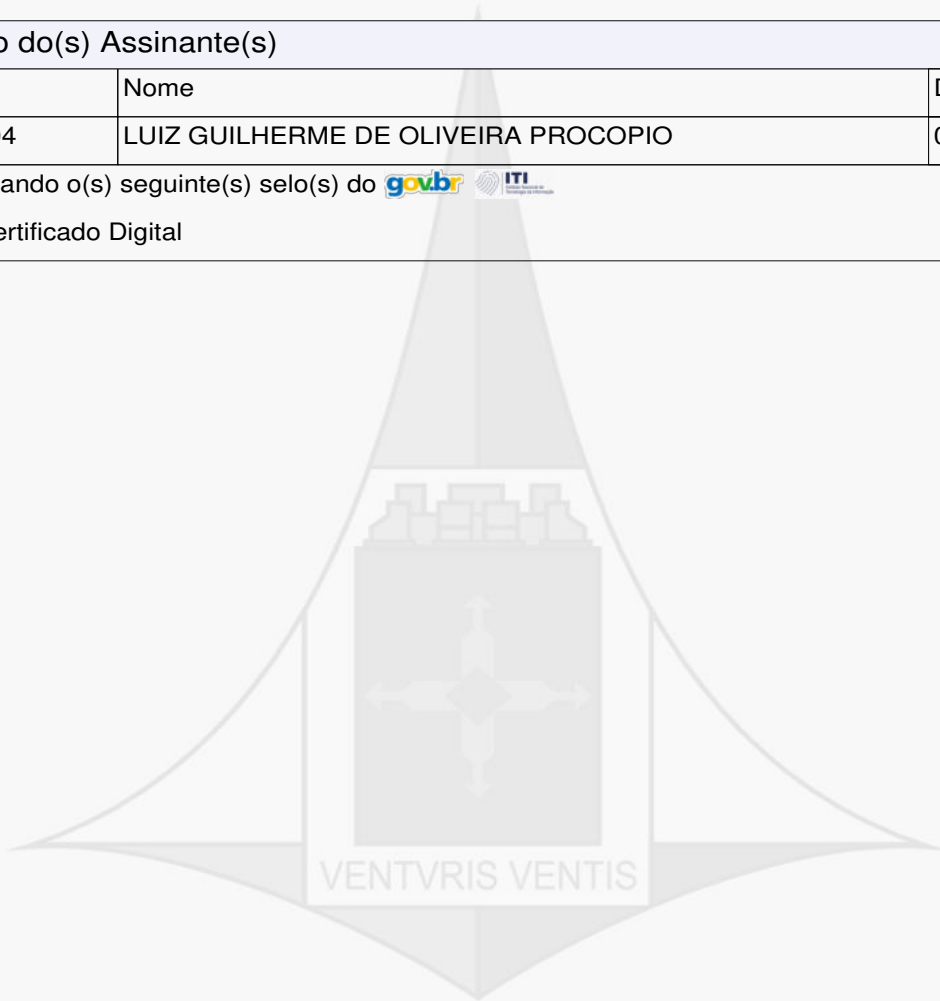 o do(s) Assinante(s)
Nome
4 LUIZ GUILHERME DE OLIVEIRA PROCOPIO
ando o(s) seguinte(s) selo(s) do gov.br ITI
ertificado Digital
VENTVRIS VENTIS